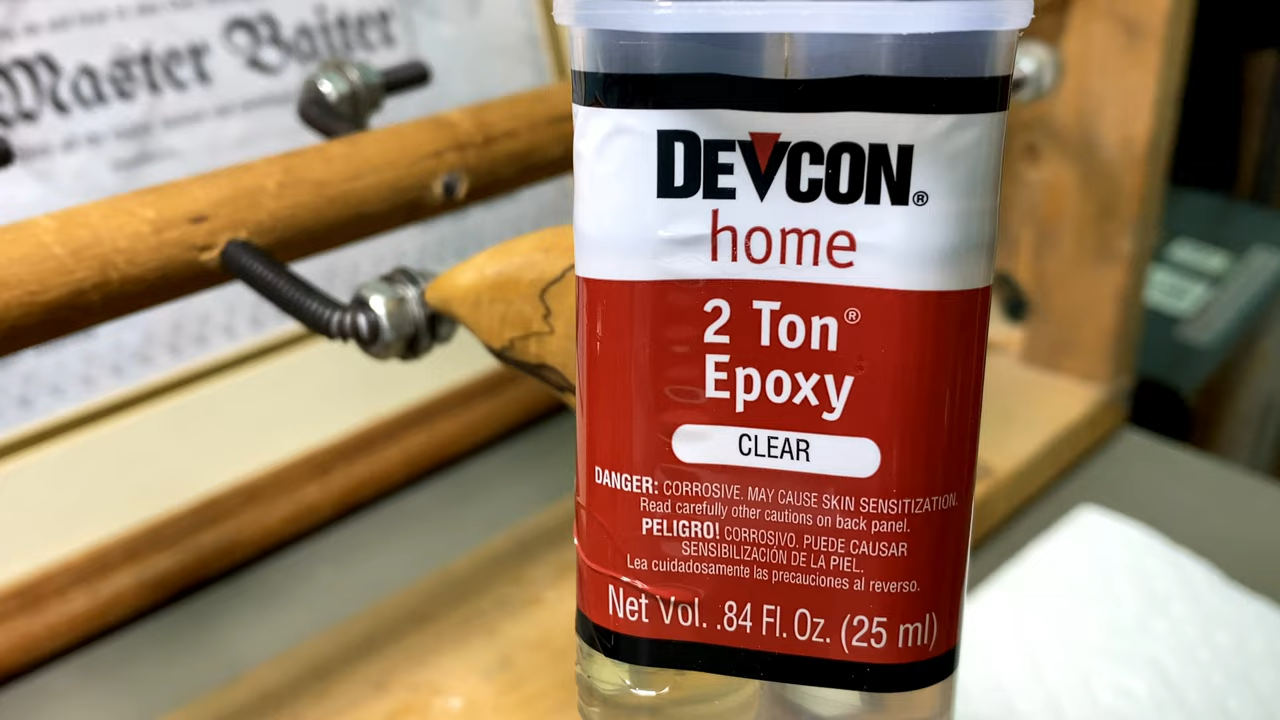 Master Baiter
DEVCON®
home
2 Ton®
Epoxy
CLEAR
DANGER: CORROSIVE. MAY CAUSE SKIN SENSITIZATION.
Read carefully other cautions on back panel.
PELIGRO! CORROSIVO. PUEDE CAUSAR
SENSIBILIZACIÓN DE LA PIEL.
Lea cuidadosamente las precauciones al reverso.
Net Vol. .84 Fl. Oz. (25 ml)